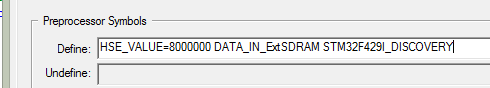 Preprocessor Symbols
Define: HSE_VALUE=8000000 DATA_IN_ExtSDRAM STM32F429I_DISCOVERY
Undefine: